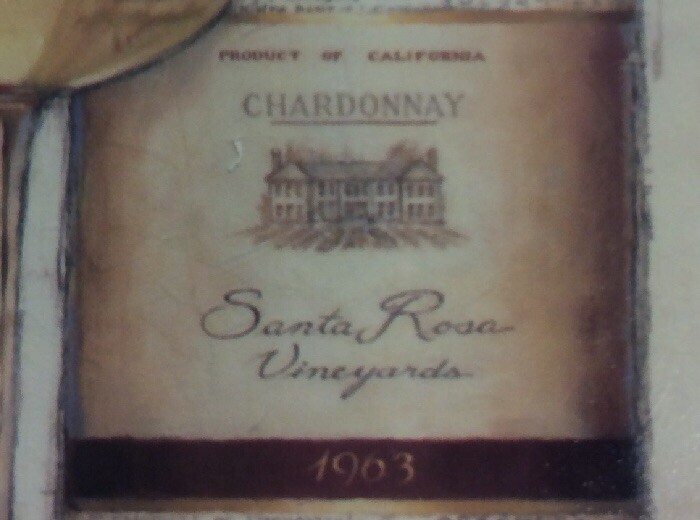 PRODUCT OF CALIFORNIA
CHARDONNAY
Santa Rosa
Vineyards
1963